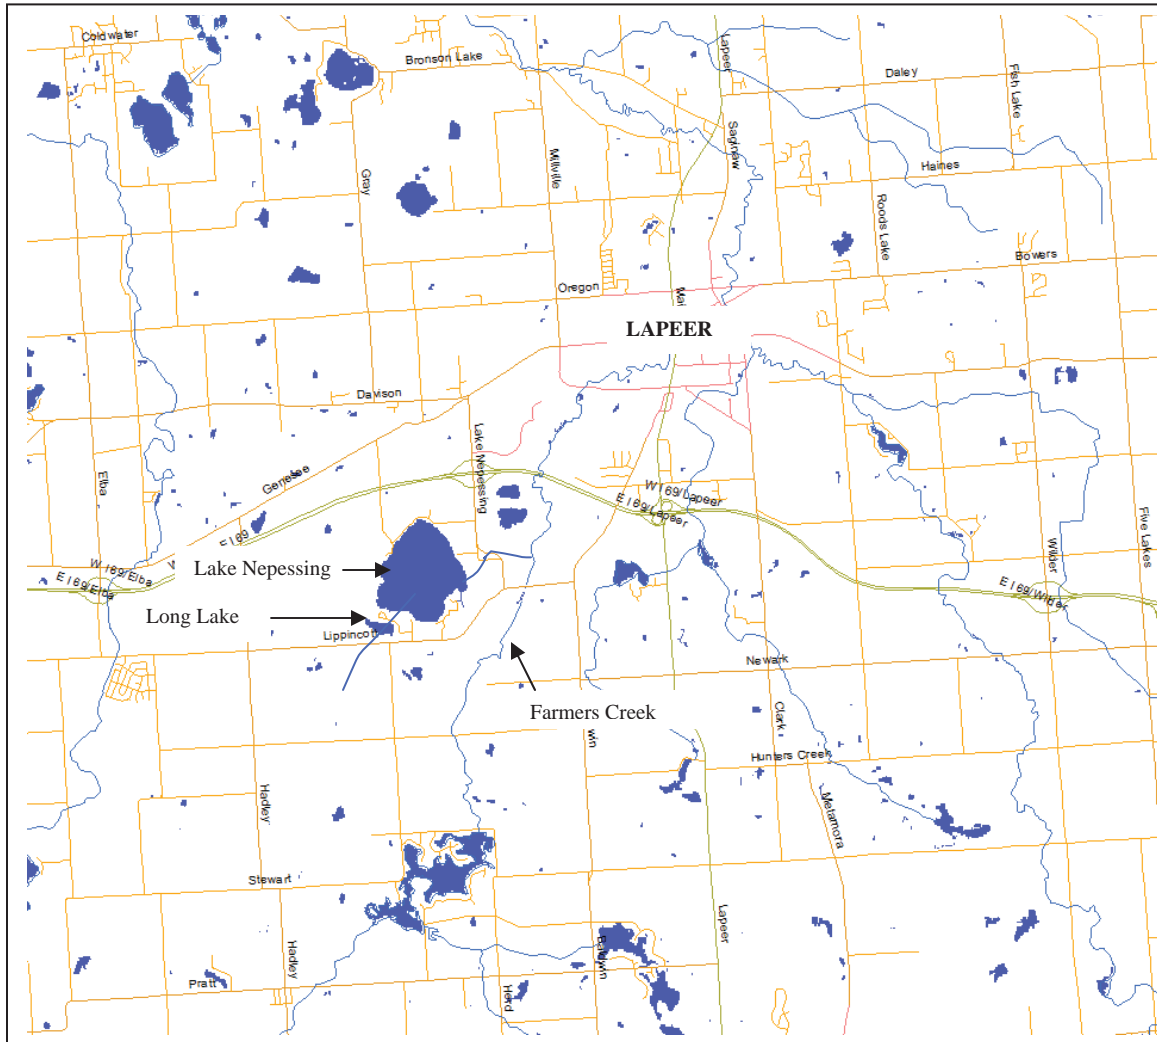 Coldwater
Bronson Lake
Lapeer
Daley
Fish Lake
Saginaw
Millville
Haines
Gray
Roods Lake
Bowers
Oregon
LAPEER
Davison
Lake Nepessing
Genesee
Elba
W I 69/Lapeer
E I 69/Lapeer
Five Lakes
E I 69
Wilder
W I 69/Elba
E I 69/Elba
Lake Nepessing
E I 69/Wilder
Long Lake
Lippincott
Newark
Farmers Creek
Clark
Hunters Creek
Hadley
Metamora
Stewart
Lapeer
Hadley
Baldwin
Pratt
Herd